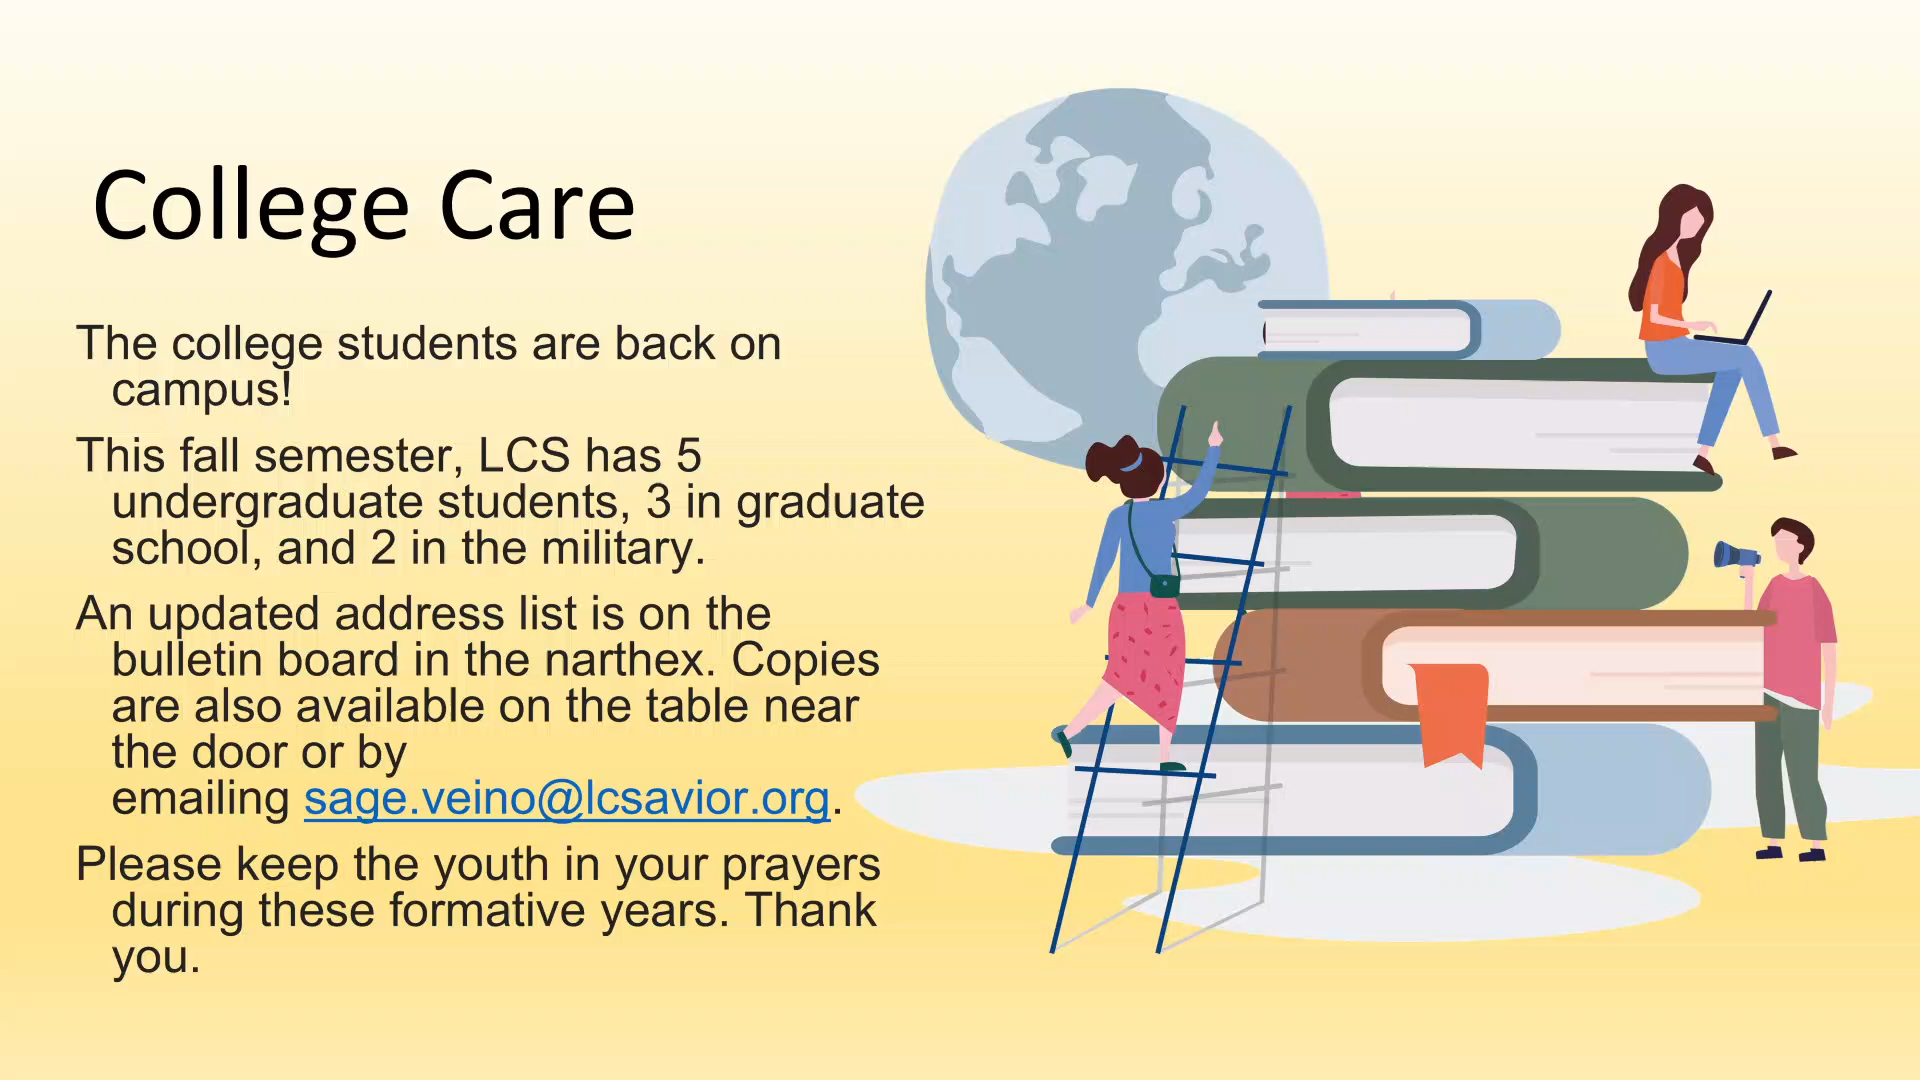 College Care
The college students are back on
campus!
This fall semester, LCS has 5
undergraduate students, 3 in graduate
school, and 2 in the military.
An updated address list is on the
bulletin board in the narthex. Copies
are also available on the table near
the door or by
emailing sage.veino@lcsavior.org.
Please keep the youth in your prayers
during these formative years. Thank
you.